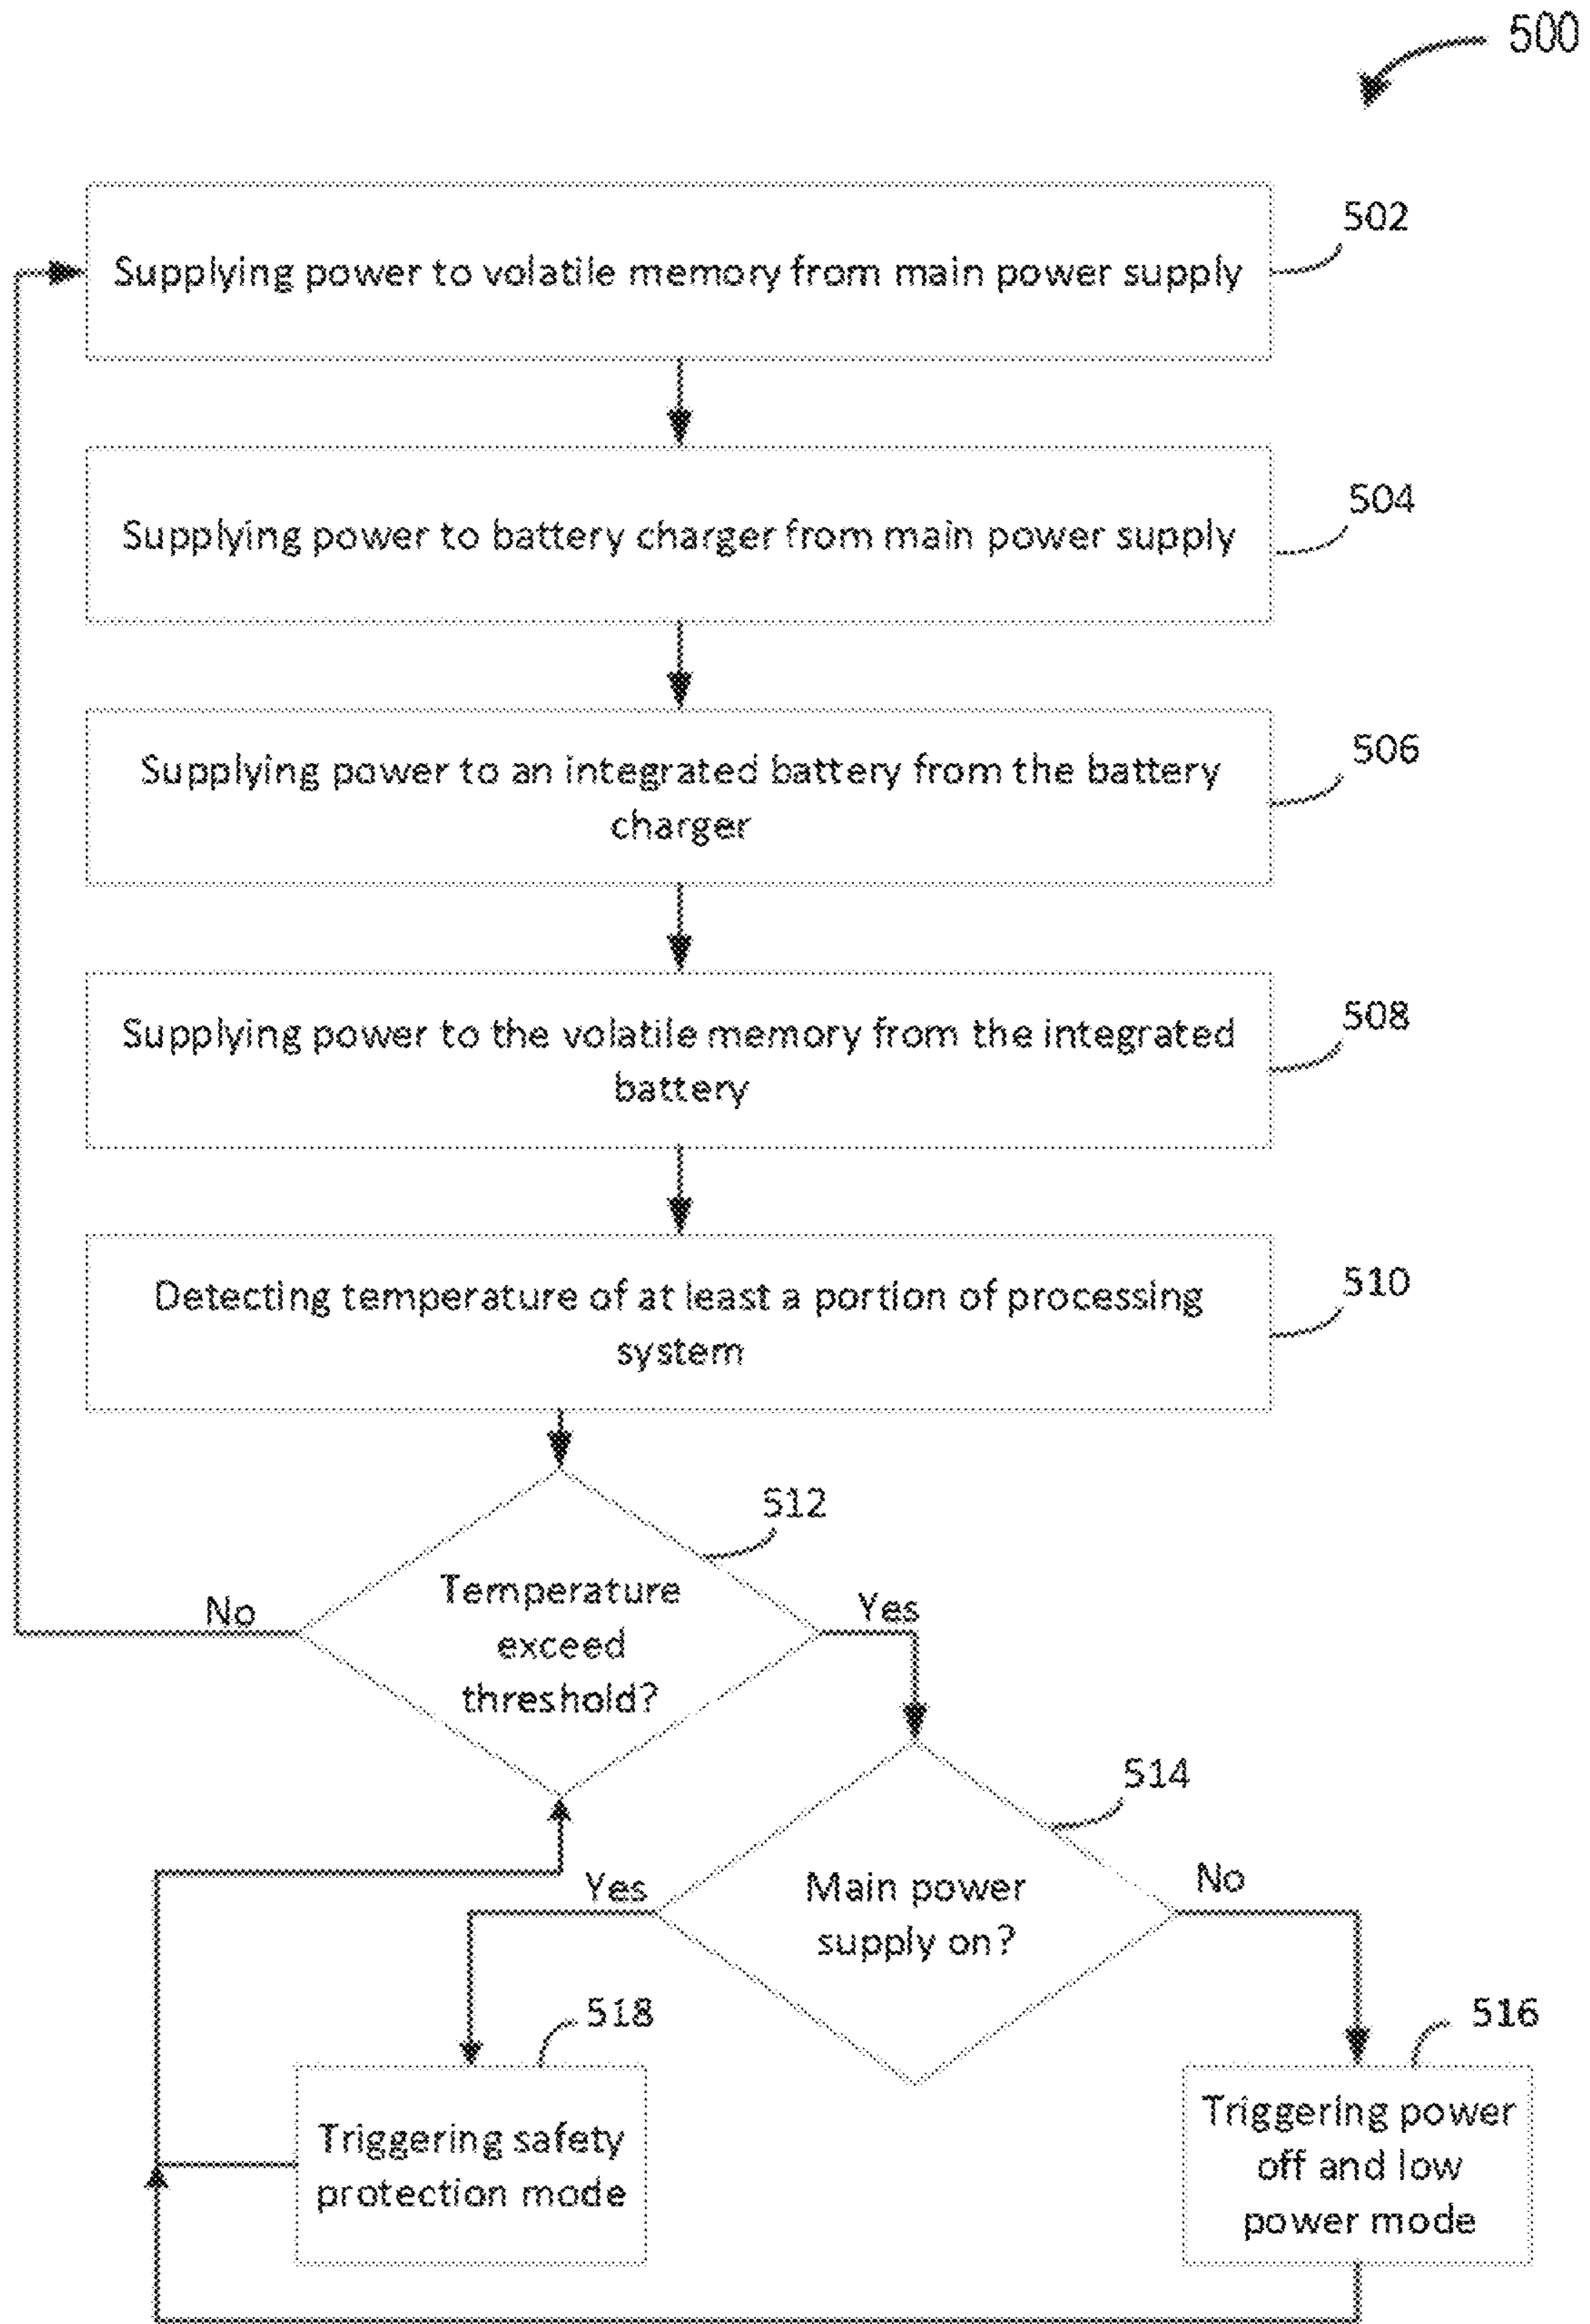 500
502
Supplying power to volatile memory from main power supply
504
Supplying power to battery charger from main power supply
506
Supplying power to an integrated battery from the battery
charger
508
Supplying power to the volatile memory from the integrated
battery
510
Detecting temperature of at least a portion of processing
system
512
No
Temperature
exceed
threshold?
Yes
514
Yes
Main power
supply on?
No
518
516
Triggering safety
protection mode
Triggering power
off and low
power mode